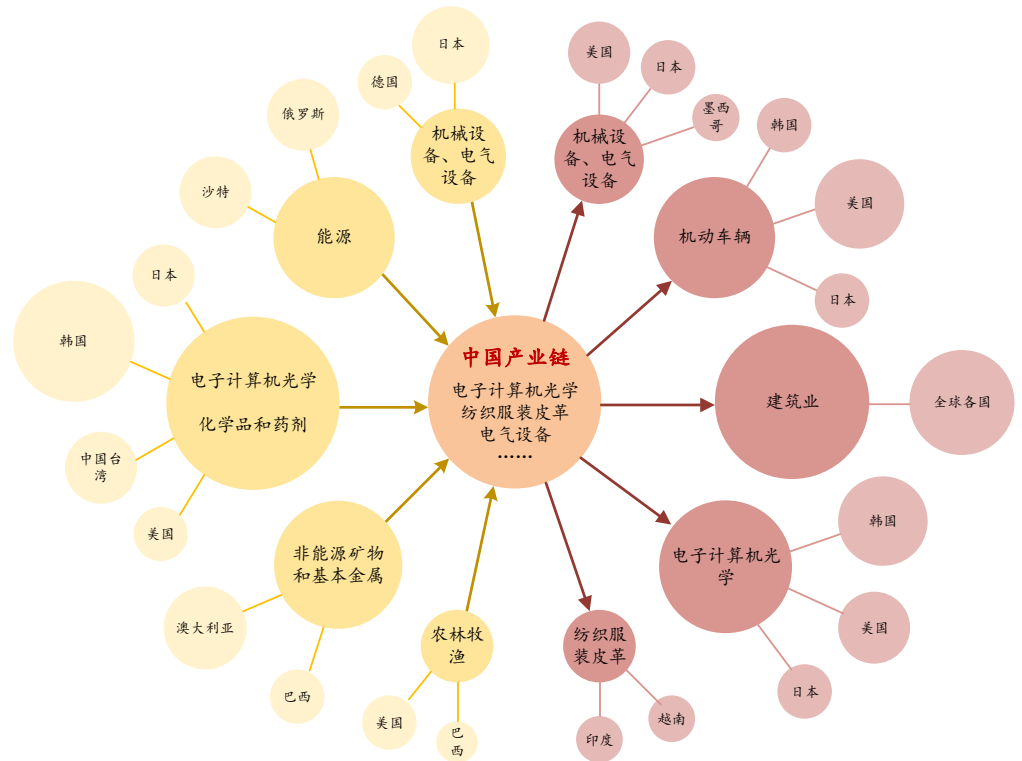 日本
德国
机械设
备、电气
设备
俄罗斯
沙特
能源
日本
韩国
电子计算机光学
化学品和药剂
中国台
湾
美国
非能源矿物
和基本金属
澳大利亚
巴西
农林牧
渔
美国
巴
西
中国产业链
电子计算机光学
纺织服装皮革
电气设备
……
美国
日本
墨西
哥
机械设
备、电气
设备
韩国
机动车辆
美国
日本
建筑业
全球各国
韩国
电子计算机光
学
美国
日本
纺织服
装皮革
越南
印度